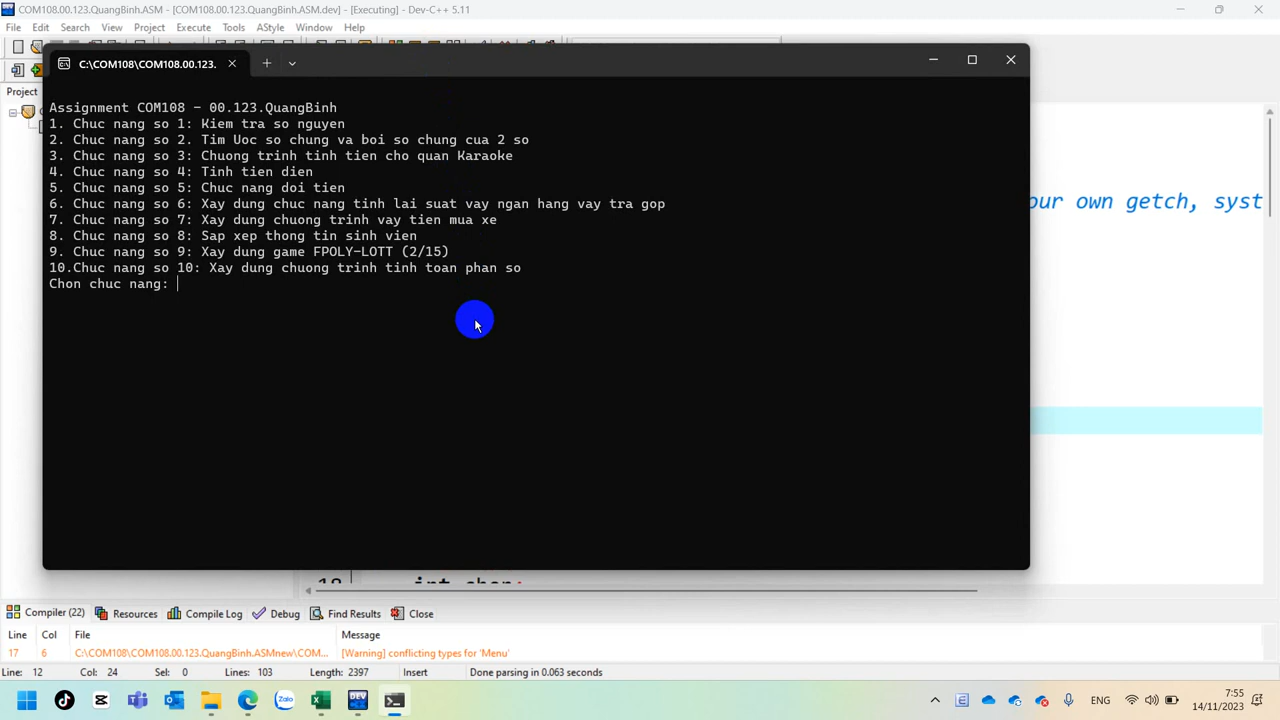 COM108.00.123.QuangBinh.ASM - [COM108.00.123.QuangBinh.ASM.dev] - [Executing] - Dev-C++ 5.11
File Edit Search View Project Execute Tools AStyle Window Help
C:\COM108\COM108.00.123.
Project
Assignment COM108 - 00.123.QuangBinh
1. Chuc nang so 1: Kiem tra so nguyen
2. Chuc nang so 2. Tim Uoc so chung va boi so chung cua 2 so
3. Chuc nang so 3: Chuong trinh tinh tien cho quan Karaoke
4. Chuc nang so 4: Tinh tien dien
5. Chuc nang so 5: Chuc nang doi tien
6. Chuc nang so 6: Xay dung chuc nang tinh lai suat vay ngan hang vay tra gop
7. Chuc nang so 7: Xay dung chuong trinh vay tien mua xe
8. Chuc nang so 8: Sap xep thong tin sinh vien
9. Chuc nang so 9: Xay dung game FPOLY-LOTT (2/15)
10.Chuc nang so 10: Xay dung chuong trinh tinh toan phan so
Chon chuc nang:
our own getch, syst
18 int chon;
Compiler (22) Resources Compile Log Debug Find Results Close
Line Col File Message
17 6 C:\COM108\COM108.00.123.QuangBinh.ASMnew\COM... [Warning] conflicting types for 'Menu'
Line: 12 Col: 24 Sel: 0 Lines: 103 Length: 2397 Insert Done parsing in 0.063 seconds
Zalo DEV ENG 7:55
14/11/2023